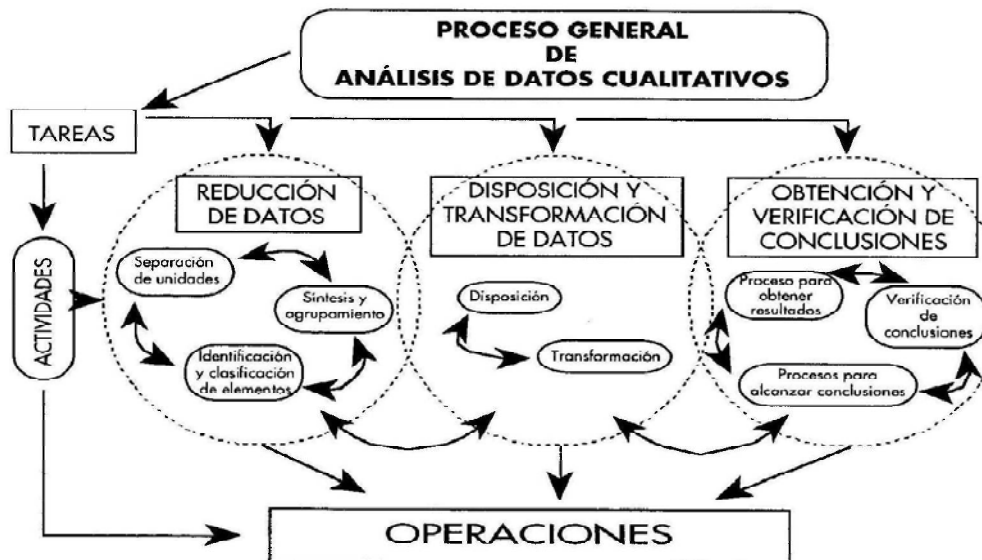 PROCESO GENERAL
DE
ANÁLISIS DE DATOS CUALITATIVOS
TAREAS
REDUCCIÓN
DE DATOS
DISPOSICIÓN Y
TRANSFORMACIÓN
DE DATOS
OBTENCIÓN Y
VERIFICACIÓN DE
CONCLUSIONES
ACTIVIDADES
Separación
de unidades
Síntesis y
agrupamiento
Identificación
y clasificación
de elementos
Disposición
Transformación
Proceso para
obtener
resultados
Verificación
de
conclusiones
Procesos para
alcanzar conclusiones
OPERACIONES